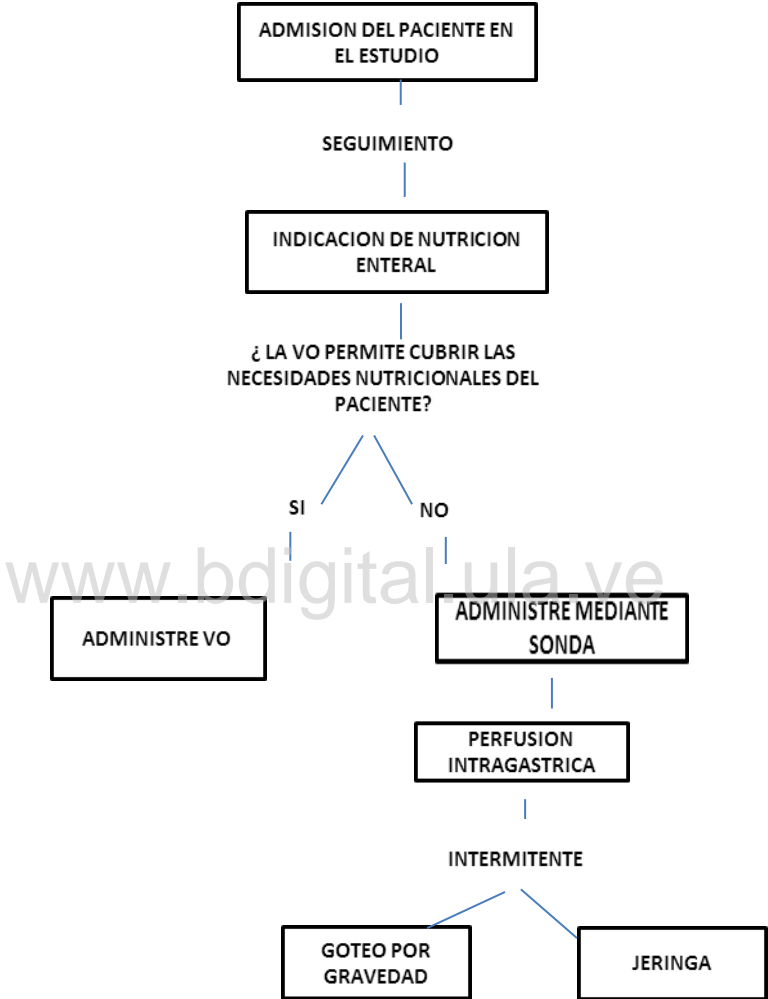 ADMISION DEL PACIENTE EN
EL ESTUDIO
SEGUIMIENTO
INDICACION DE NUTRICION
ENTERAL
¿ LA VO PERMITE CUBRIR LAS
NECESIDADES NUTRICIONALES DEL
PACIENTE?
SI
NO
www.bdigital.ula.ve
ADMINISTRE VO
ADMINISTRE MEDIANTE
SONDA
PERFUSION
INTRAGASTRICA
INTERMITENTE
GOTEO POR
GRAVEDAD
JERINGA